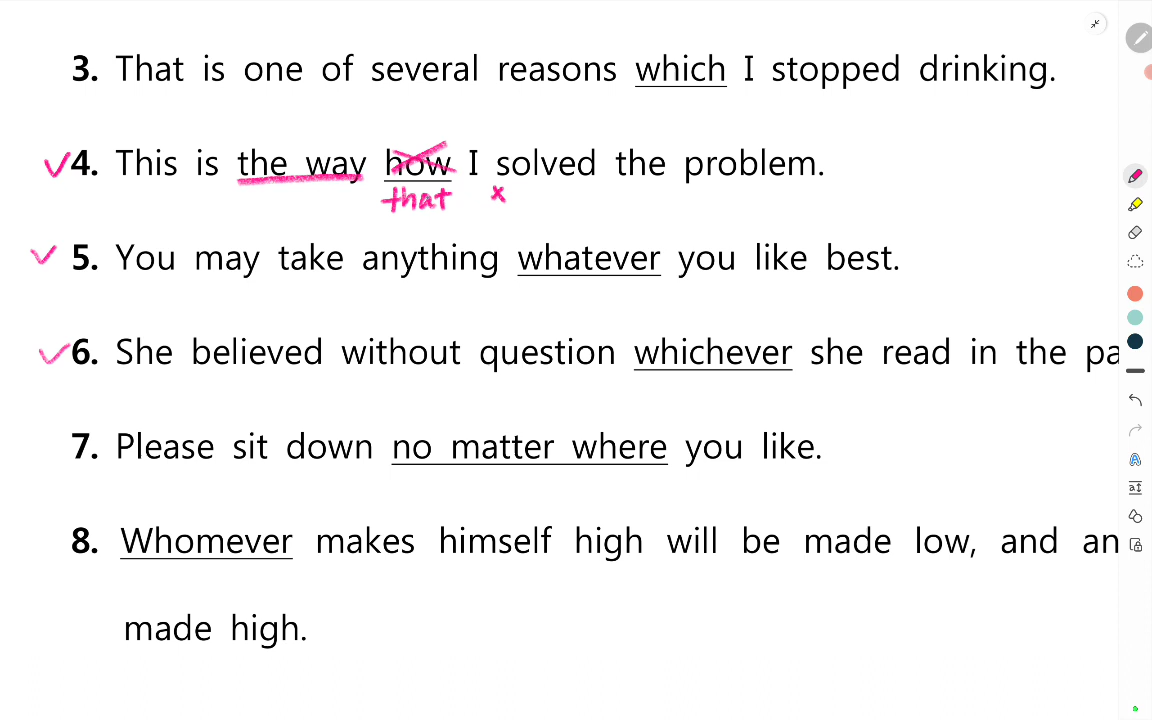 3. That is one of several reasons which I stopped drinking.
4. This is the way how I solved the problem.
that x
5. You may take anything whatever you like best.
6. She believed without question whichever she read in the pa
7. Please sit down no matter where you like.
8. Whomever makes himself high will be made low, and an
made high.